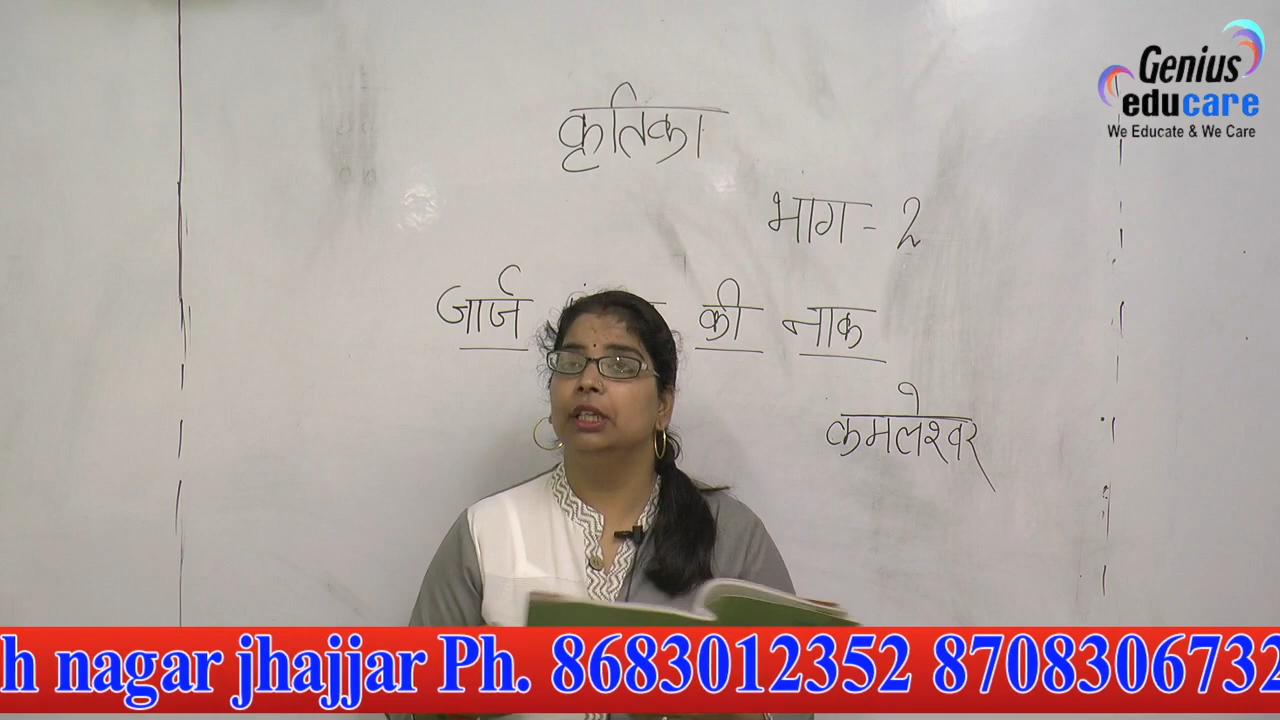 Genius
educare
We Educate & We Care
कृतिका
भाग - 2
जार्ज की नाक
कमलेश्वर
h nagar jhajjar Ph. 8683012352 8708306732